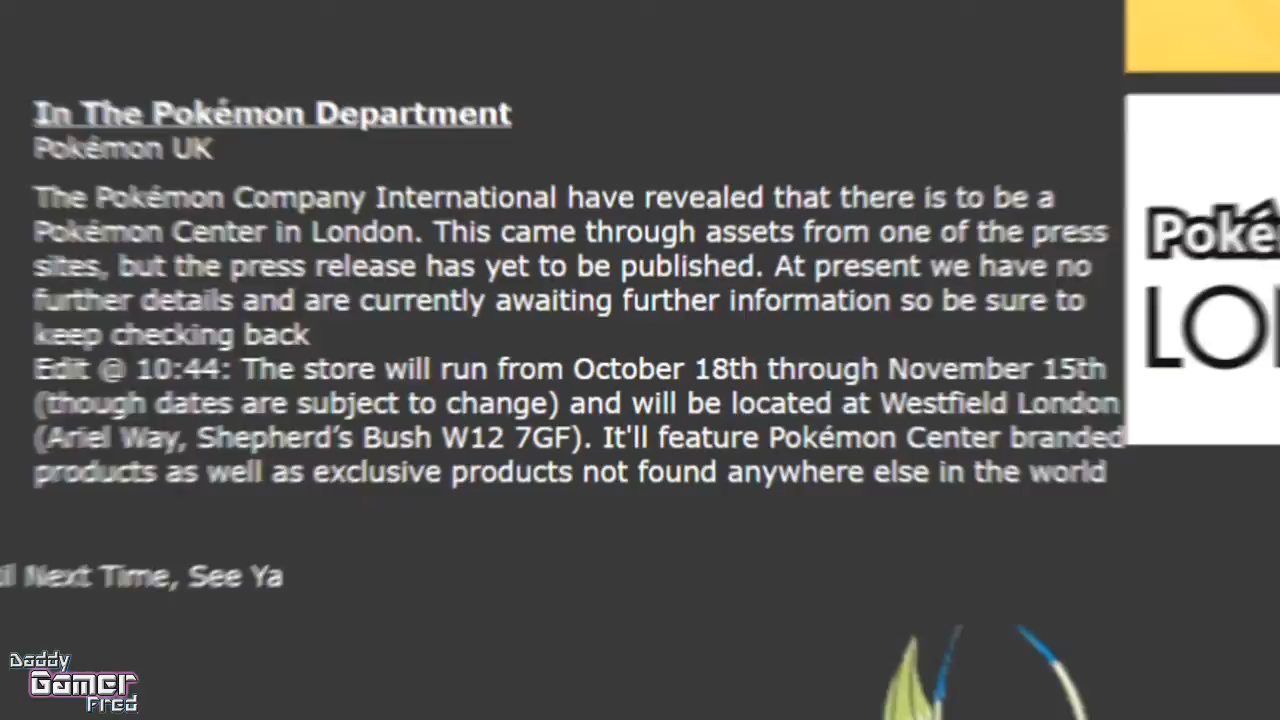 In The Pokémon Department
Pokémon UK
The Pokémon Company International have revealed that there is to be a
Pokémon Center in London. This came through assets from one of the press
sites, but the press release has yet to be published. At present we have no
further details and are currently awaiting further information so be sure to
keep checking back
Edit @ 10:44: The store will run from October 18th through November 15th
(though dates are subject to change) and will be located at Westfield London
(Ariel Way, Shepherd’s Bush W12 7GF). It'll feature Pokémon Center branded
products as well as exclusive products not found anywhere else in the world
Poké
LO
Next Time, See Ya
Daddy
Gamer
Fred